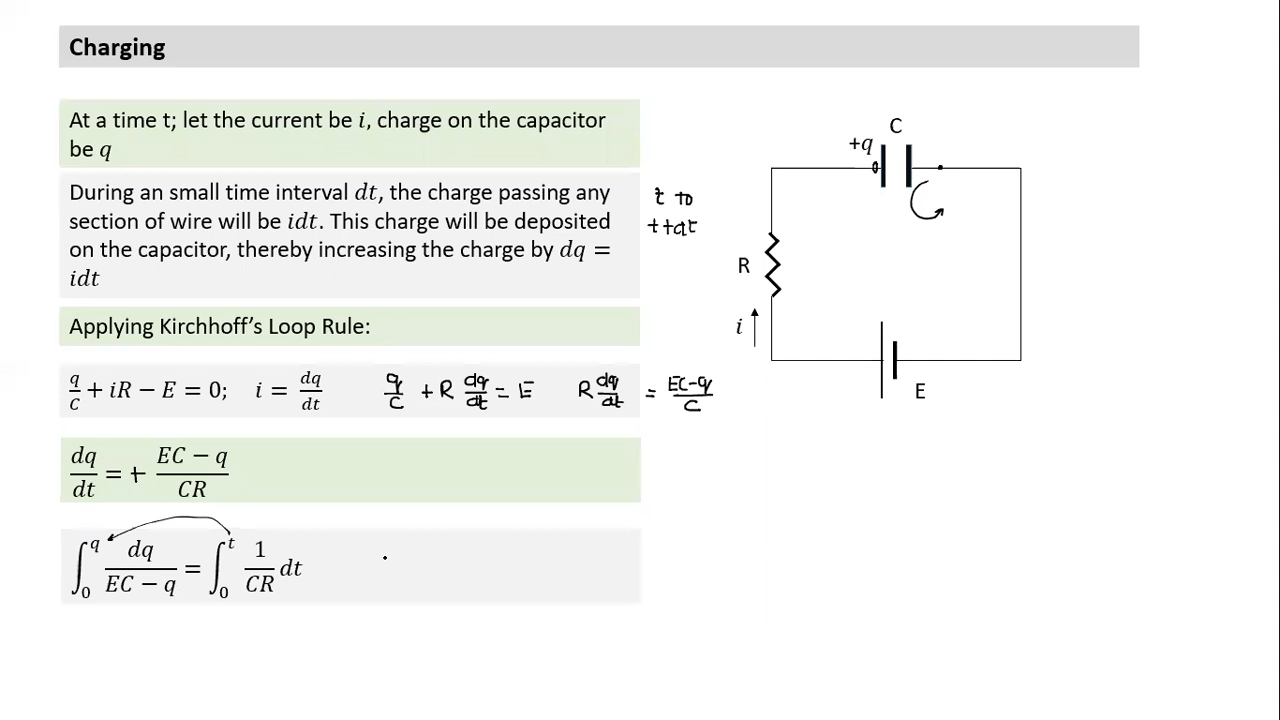 Charging
At a time t; let the current be i, charge on the capacitor
be q
During an small time interval dt, the charge passing any
section of wire will be idt. This charge will be deposited
on the capacitor, thereby increasing the charge by dq =
idt
t to
t+dt
Applying Kirchhoff's Loop Rule:
q/C + iR − E = 0; i = dq/dt q/C + R dq/dt = E R dq/dt = EC-q/C
dq/dt = + EC − q/CR
∫₀^q dq/EC − q = ∫₀^t 1/CR dt
C
+q
R
i
E